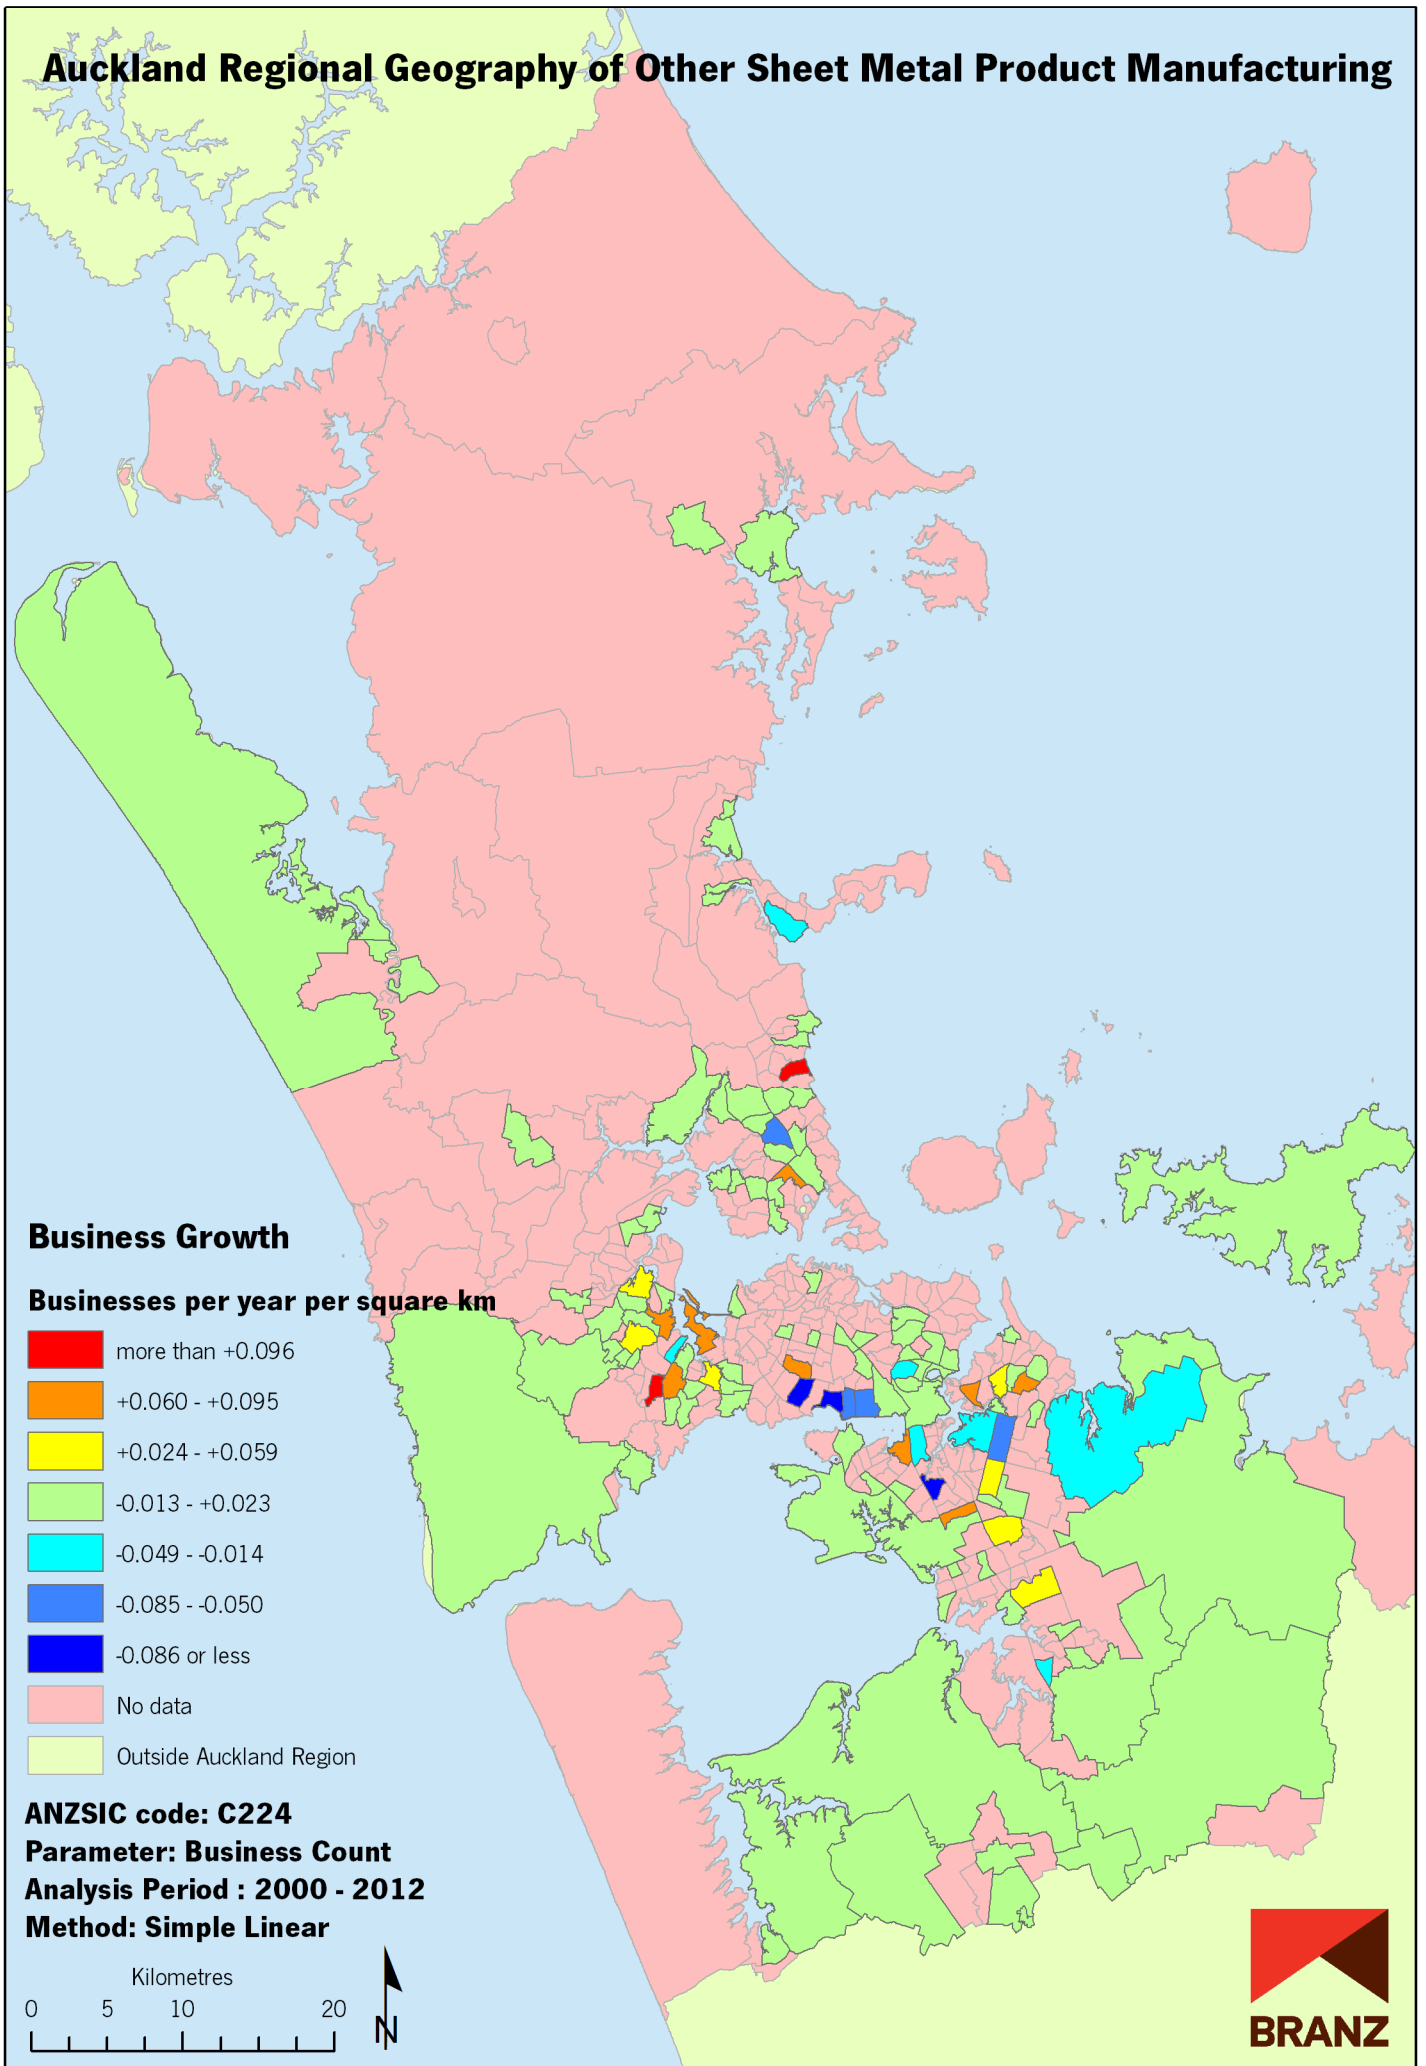 Auckland Regional Geography of Other Sheet Metal Product Manufacturing
Business Growth
Businesses per year per square km
more than +0.096
+0.060 - +0.095
+0.024 - +0.059
-0.013 - +0.023
-0.049 - -0.014
-0.085 - -0.050
-0.086 or less
No data
Outside Auckland Region
ANZSIC code: C224
Parameter: Business Count
Analysis Period : 2000 - 2012
Method: Simple Linear
Kilometres
0 5 10 20
N
BRANZ